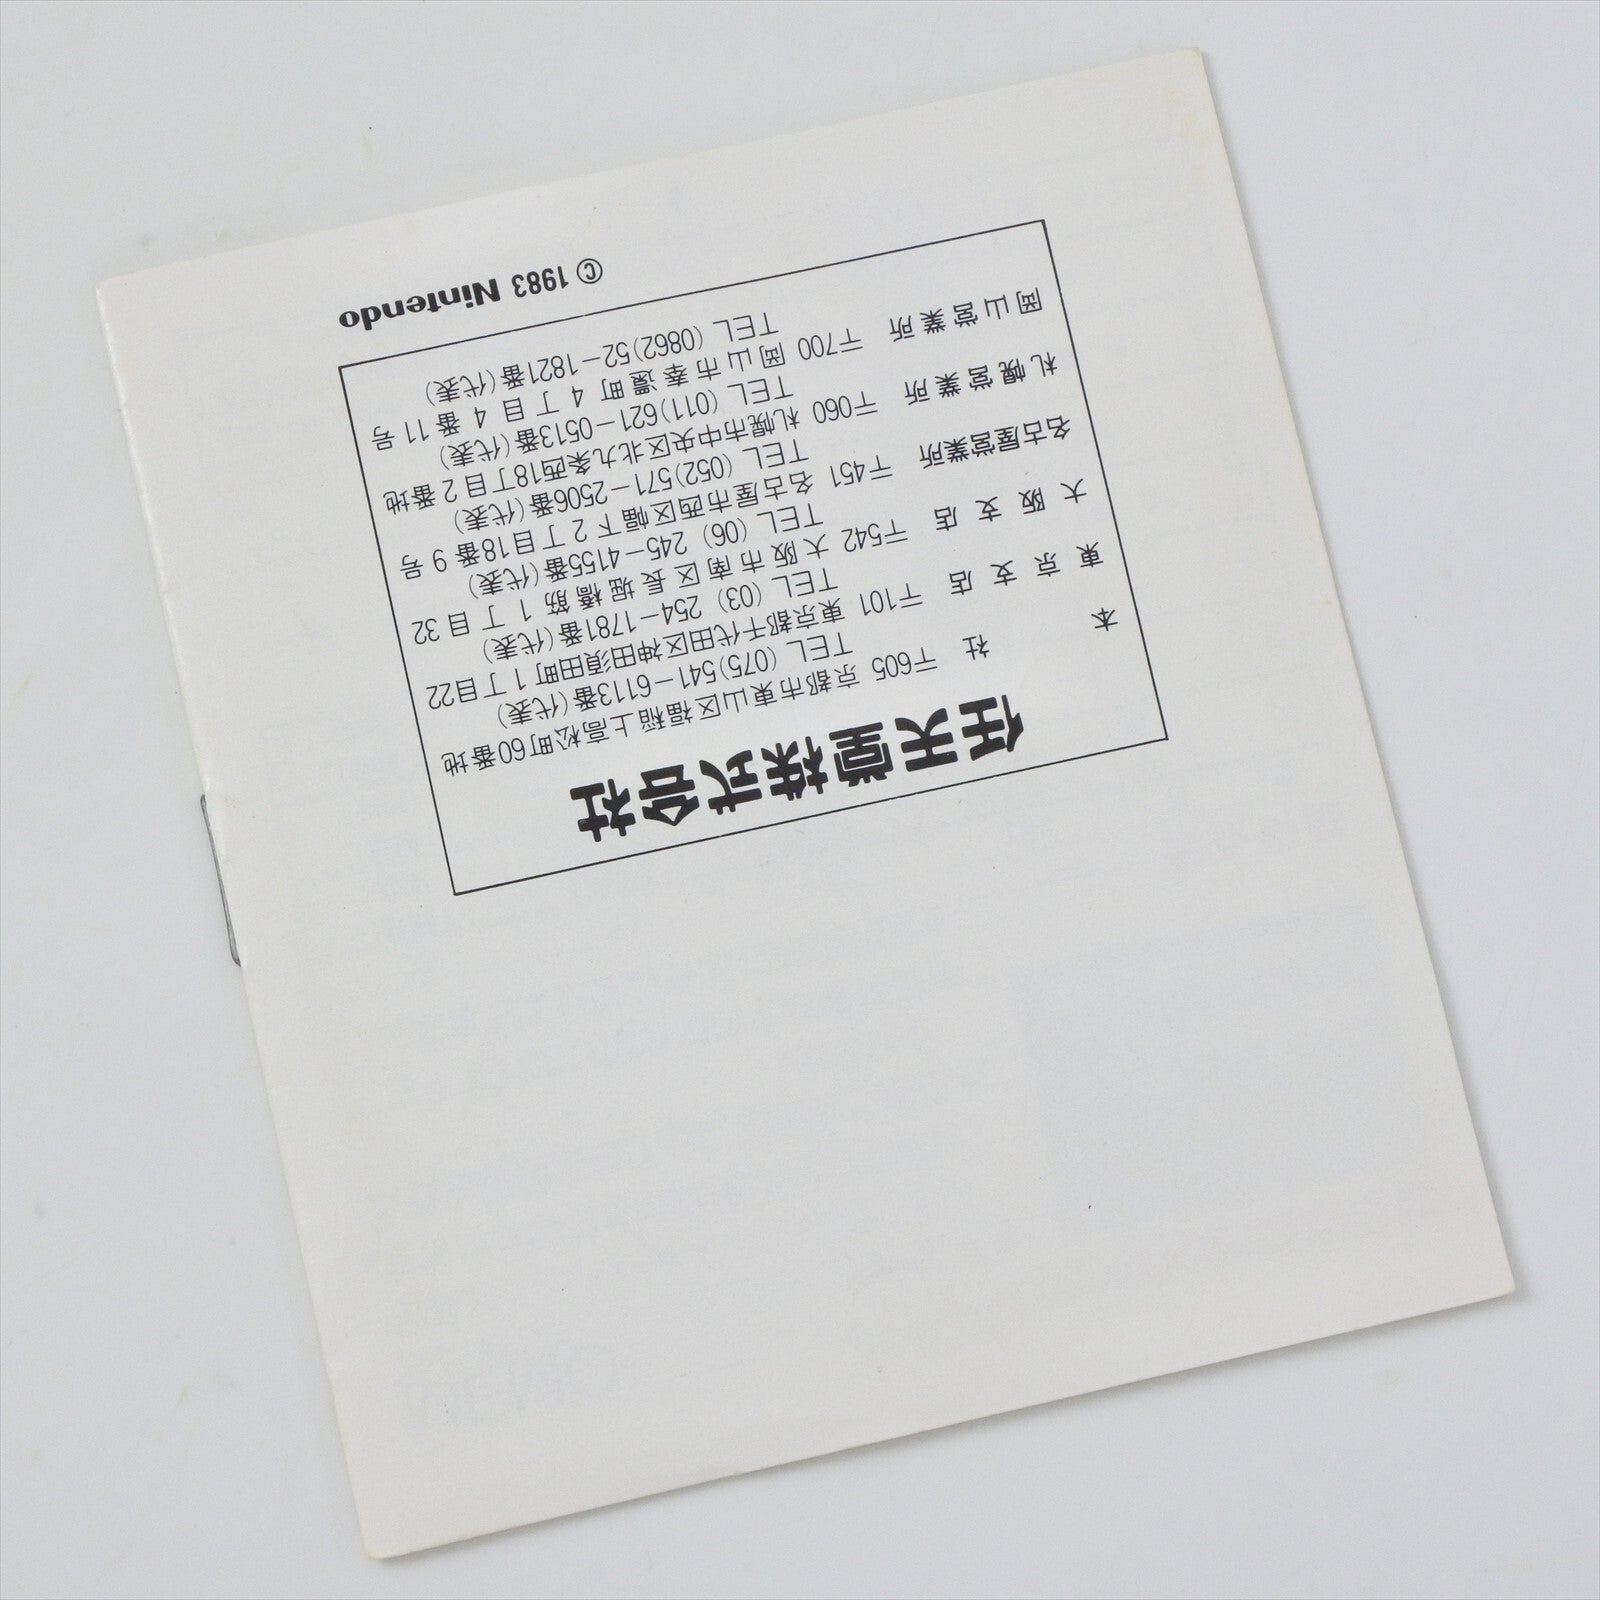 任天堂株式会社
本社 〒605 京都市東山区福稲上高松町60番地
TEL (075)541-6113番(代表)
東京支店 〒101 東京都千代田区神田須田町1丁目22
TEL (03) 254-1781番(代表)
大阪支店 〒542 大阪市南区長堀橋筋1丁目32
TEL (06) 245-4155番(代表)
名古屋営業所 〒451 名古屋市西区幅下2丁目18番9号
TEL (052)571-2506番(代表)
札幌営業所 〒060 札幌市中央区北九条西18丁目2番地
TEL (011)621-0513番(代表)
岡山営業所 〒700 岡山市奉還町4丁目4番11号
TEL (0862)52-1821番(代表)
© 1983 Nintendo
MEMO